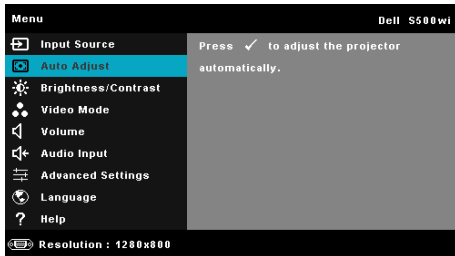 Menu Dell S500wi
Input Source
Auto Adjust
Brightness/Contrast
Video Mode
Volume
Audio Input
Advanced Settings
Language
? Help
Press ✓ to adjust the projector
automatically.
Resolution : 1280x800